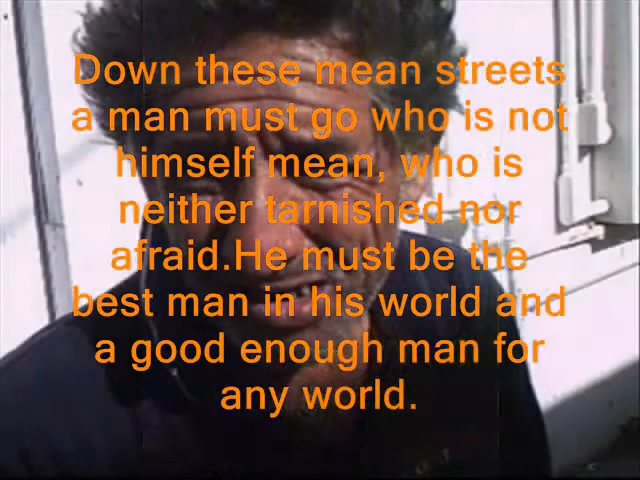 Down these mean streets
a man must go who is not
himself mean, who is
neither tarnished nor
afraid.He must be the
best man in his world and
a good enough man for
any world.